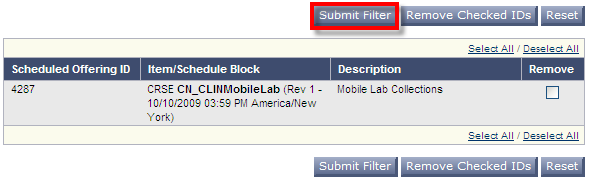 Submit Filter Remove Checked IDs Reset
Select All / Deselect All
Scheduled Offering ID Item/Schedule Block Description Remove
4287 CRSE CN_CLINMobileLab (Rev 1 - Mobile Lab Collections
10/10/2009 03:59 PM America/New
York)
Select All / Deselect All
Submit Filter Remove Checked IDs Reset